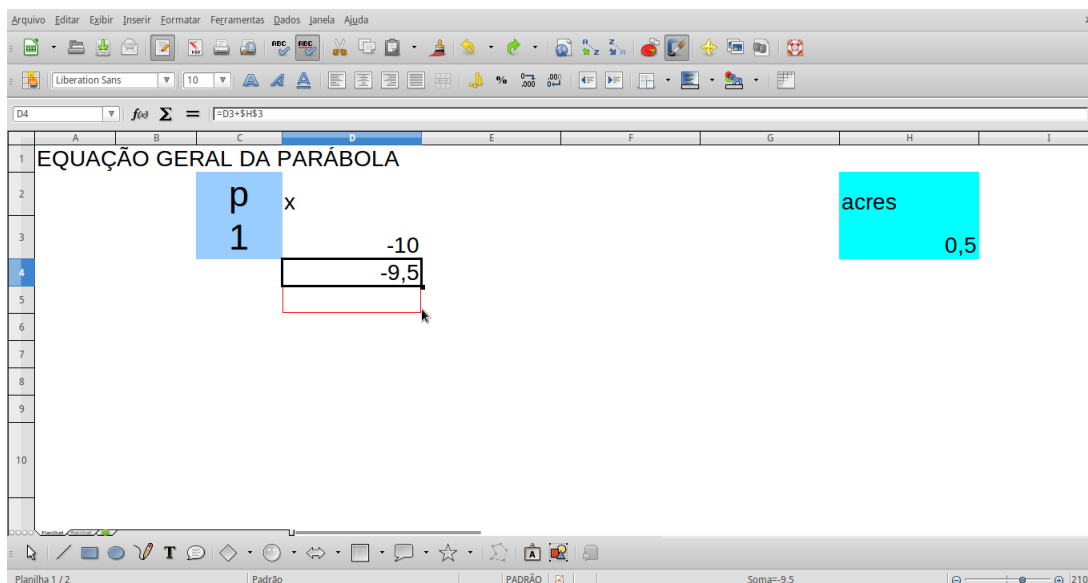 Arquivo Editar Exibir Inserir Formatar Ferramentas Dados Janela Ajuda
Liberation Sans 10
D4 f(x) Σ = =D3+$H$3
A B C D E F G H I
1 EQUAÇÃO GERAL DA PARÁBOLA
2 p x acres
3 1 -10 0,5
4 -9,5
5
6
7
8
9
10
Planilha 1 / 2 Padrão PADRÃO Soma=-9.5 210